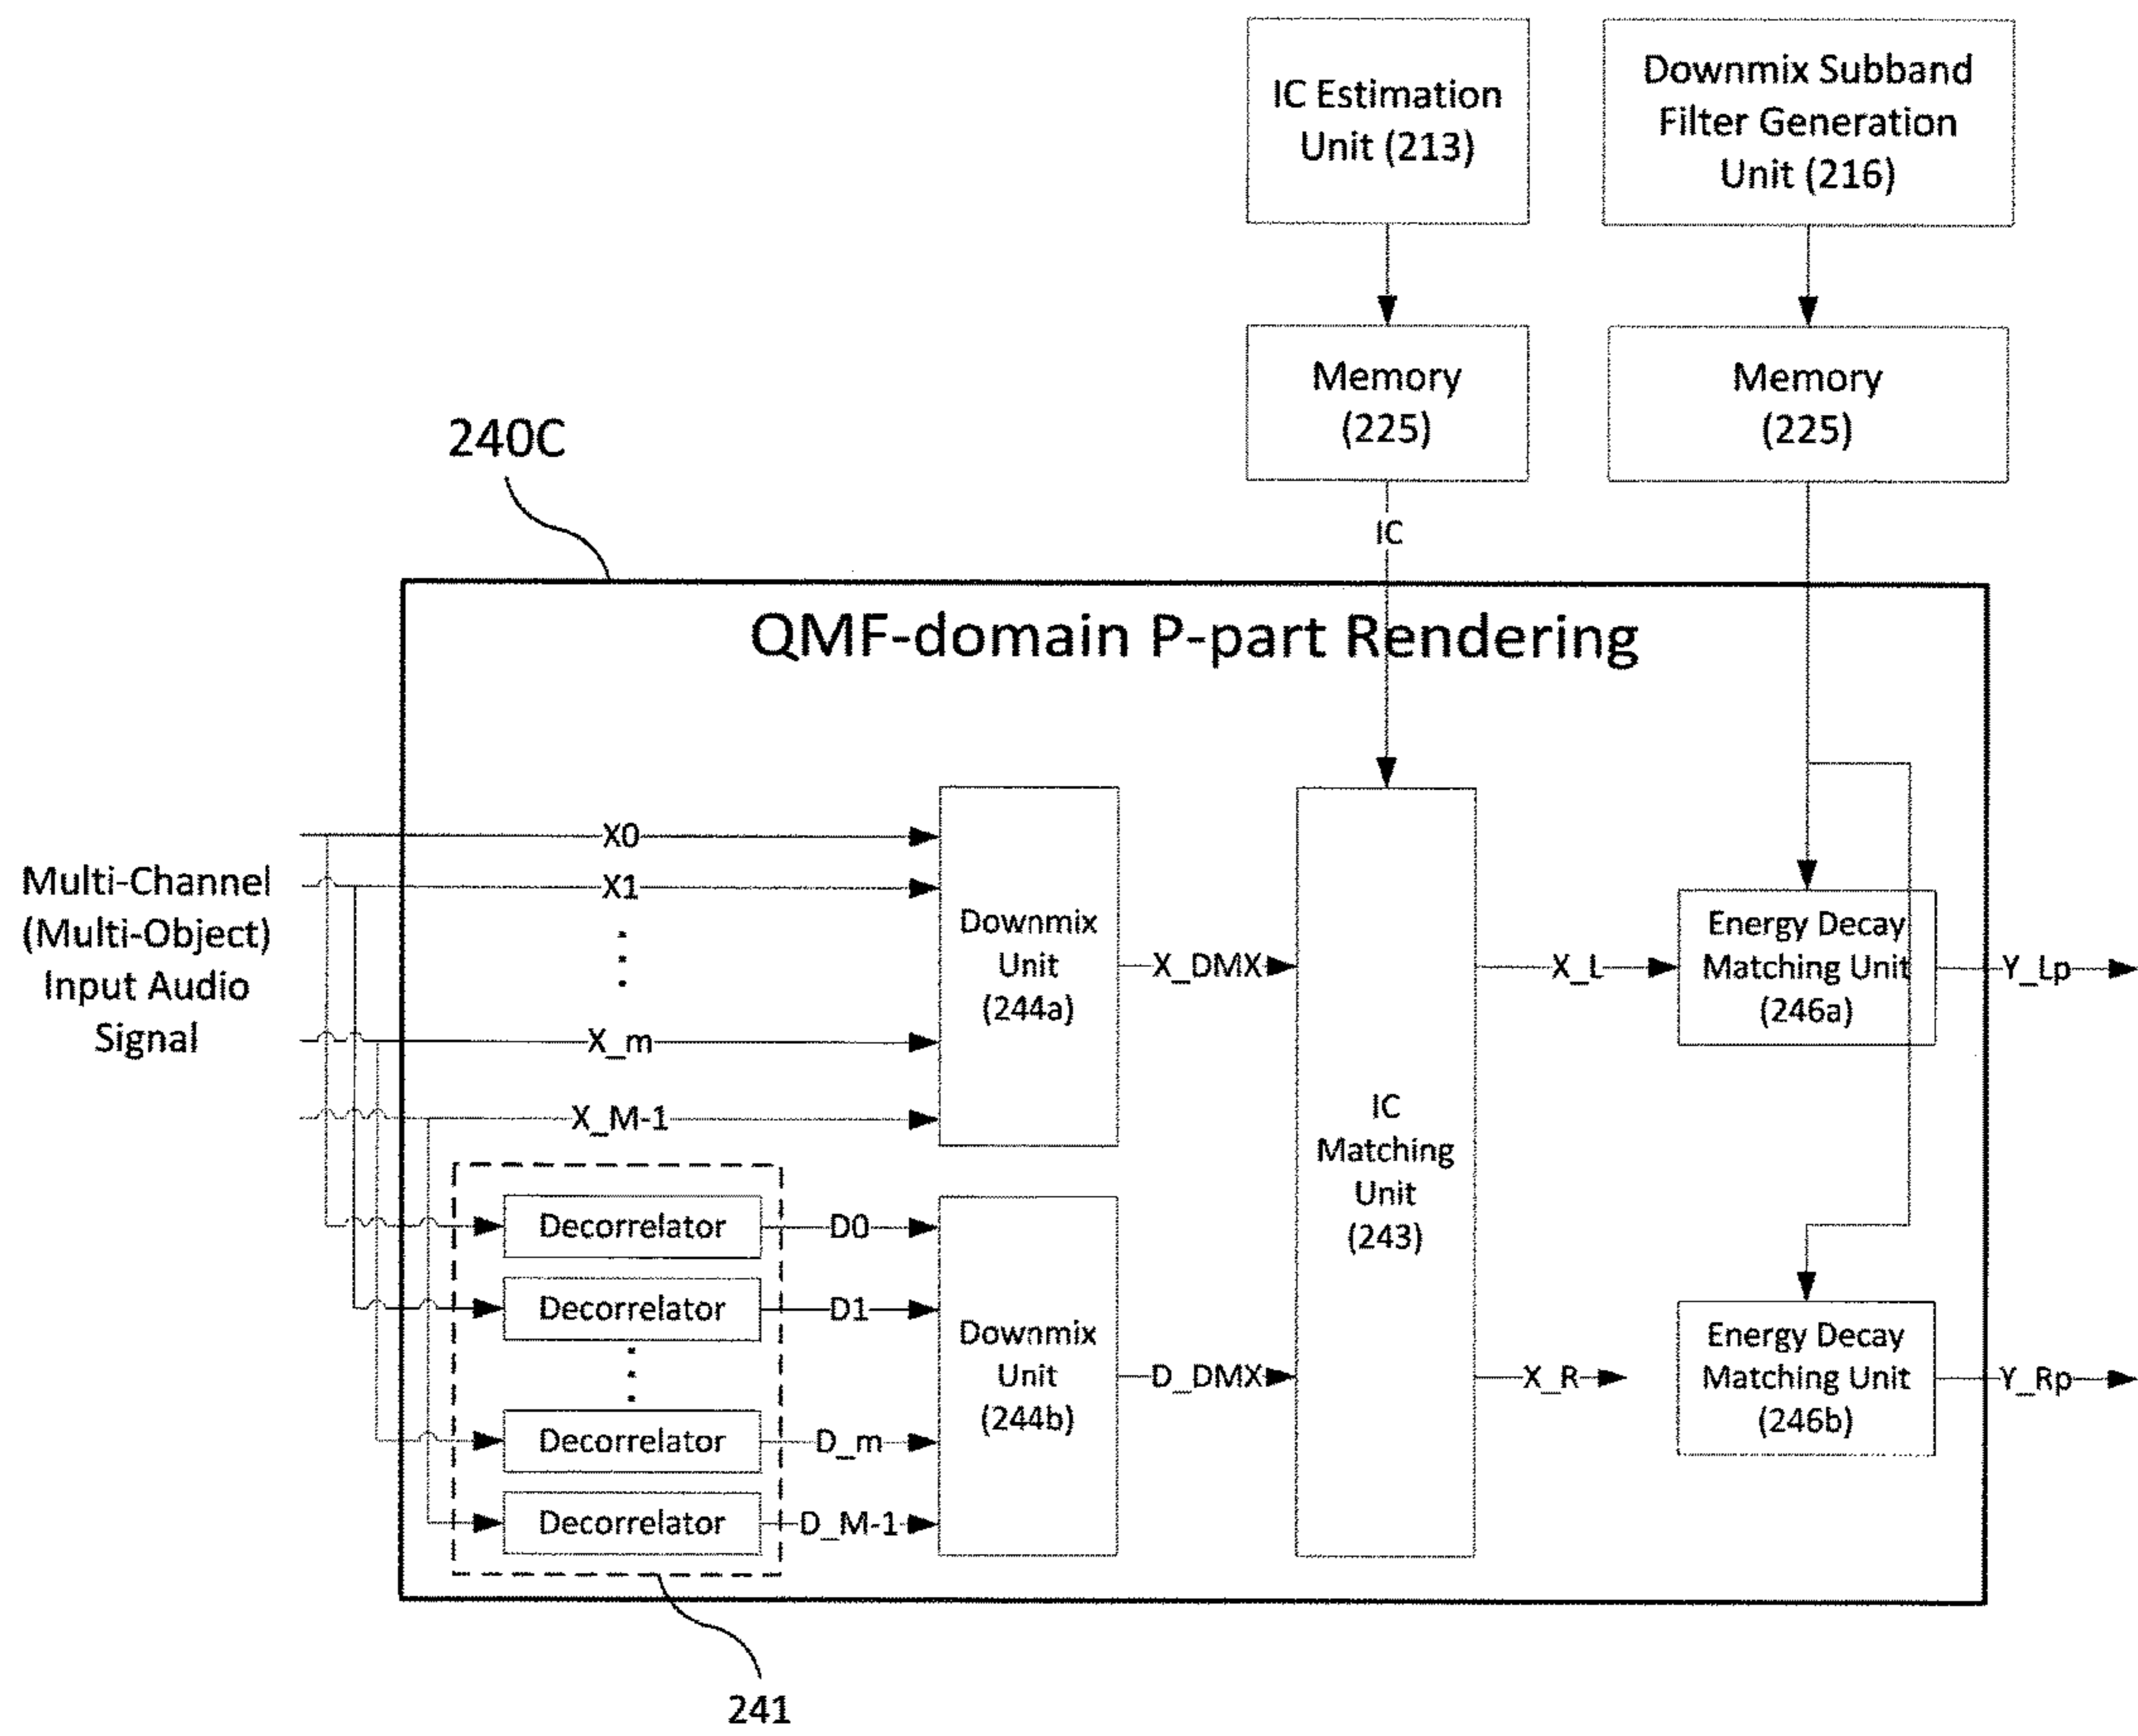 IC Estimation
Unit (213)
Downmix Subband
Filter Generation
Unit (216)
Memory
(225)
Memory
(225)
240C
IC
QMF-domain P-part Rendering
Multi-Channel
(Multi-Object)
Input Audio
Signal
X0
X1
X_m
X_M-1
Downmix
Unit
(244a)
X_DMX
IC
Matching
Unit
(243)
X_L
Energy Decay
Matching Unit
(246a)
Y_Lp
Decorrelator
D0
Decorrelator
D1
Decorrelator
D_m
Decorrelator
D_M-1
Downmix
Unit
(244b)
D_DMX
X_R
Energy Decay
Matching Unit
(246b)
Y_Rp
241